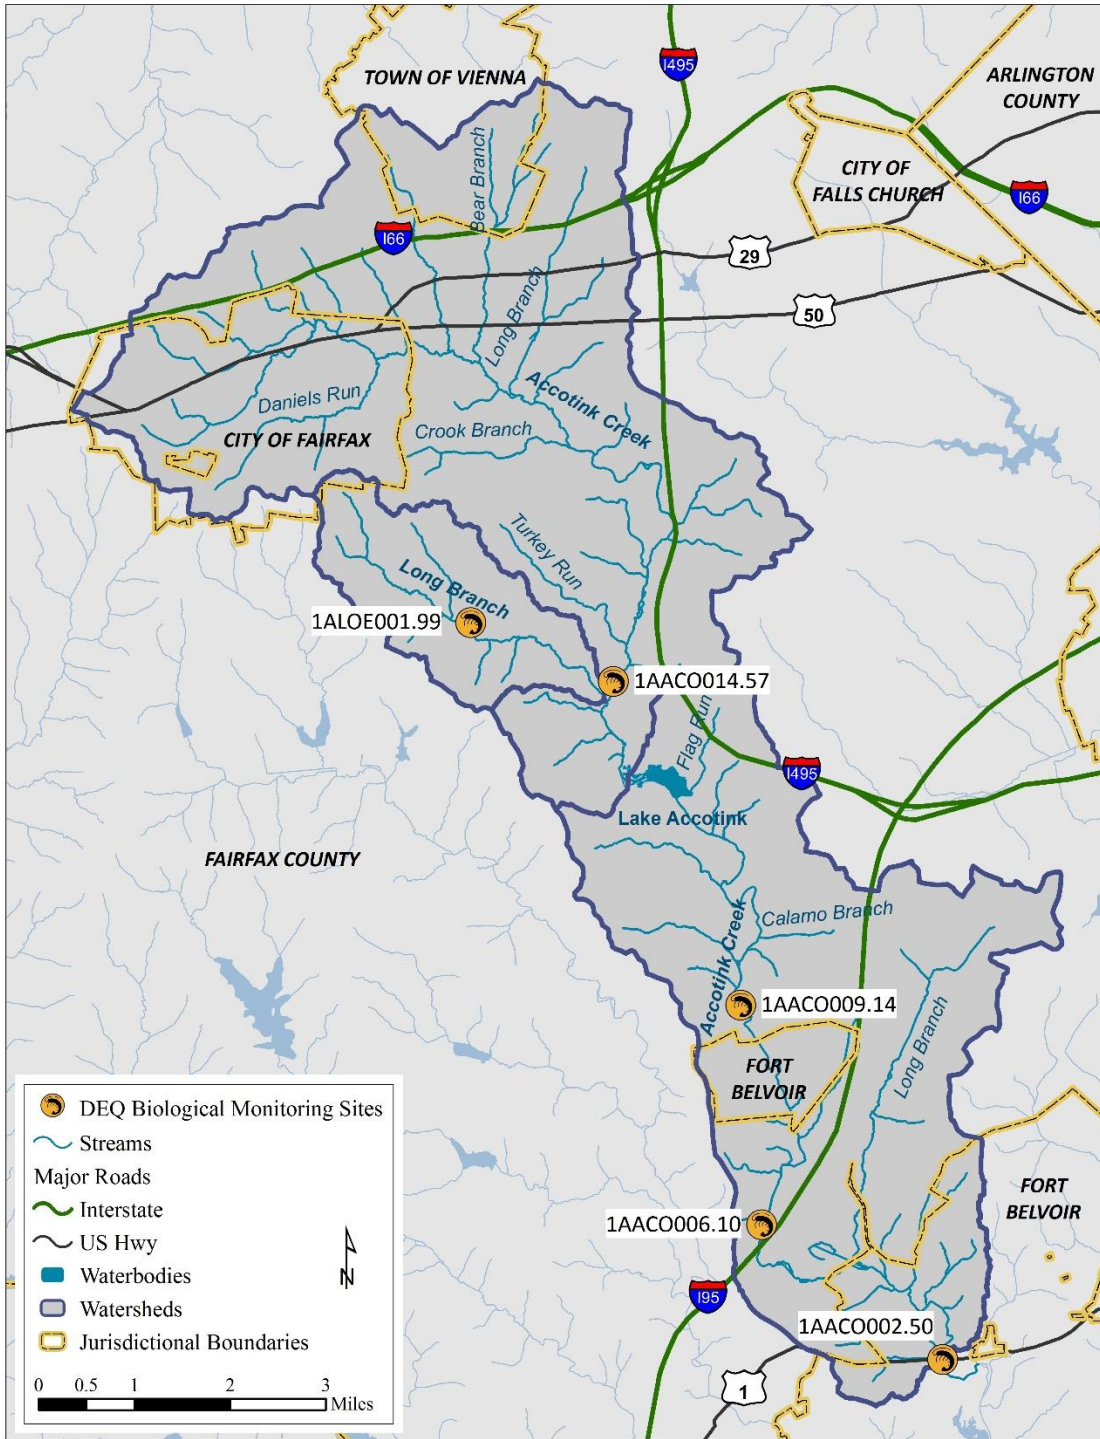 I495
TOWN OF VIENNA
ARLINGTON
COUNTY
CITY OF
FALLS CHURCH
I66
Bear Branch
I66
29
50
Long Branch
Accotink Creek
Daniels Run
CITY OF FAIRFAX
Crook Branch
Turkey Run
Long Branch
1ALOE001.99
1AACO014.57
Flag Run
I495
Lake Accotink
FAIRFAX COUNTY
Calamo Branch
Accotink Creek
1AACO009.14
Long Branch
FORT
BELVOIR
FORT
BELVOIR
1AACO006.10
I95
1AACO002.50
1
DEQ Biological Monitoring Sites
Streams
Major Roads
Interstate
US Hwy
Waterbodies
Watersheds
Jurisdictional Boundaries
N
0 0.5 1 2 3
Miles